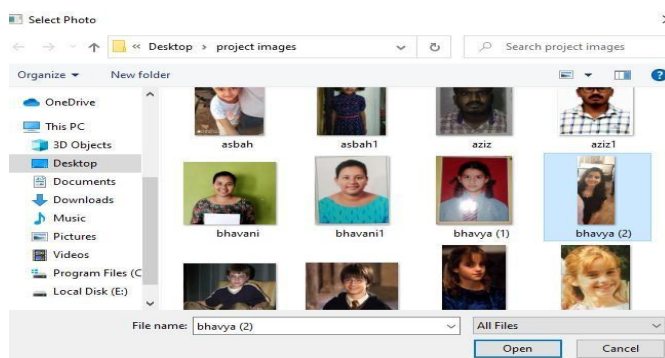 Select Photo
« Desktop › project images
Search project images
Organize
New folder
OneDrive
This PC
3D Objects
Desktop
Documents
Downloads
Music
Pictures
Videos
Program Files (C
Local Disk (E:)
asbah
asbah1
aziz
aziz1
bhavani
bhavani1
bhavya (1)
bhavya (2)
File name:
bhavya (2)
All Files
Open
Cancel